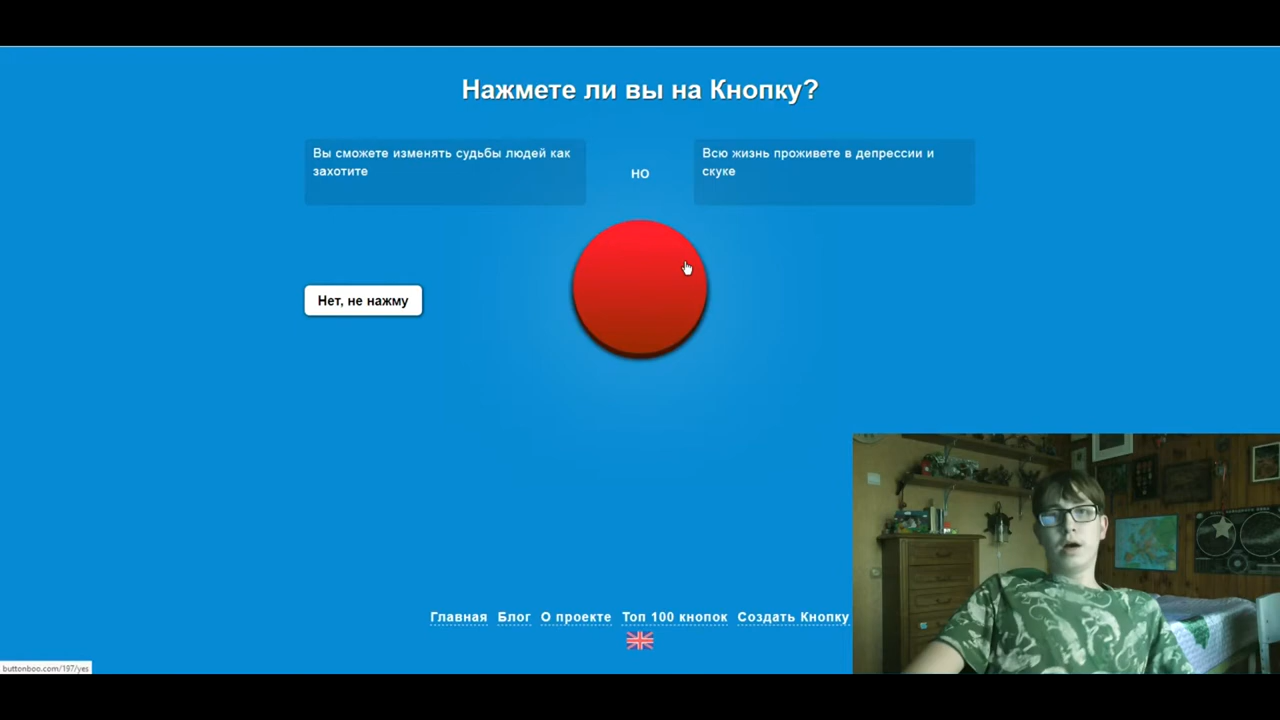 Нажмете ли вы на Кнопку?
Вы сможете изменять судьбы людей как
захотите
НО
Всю жизнь проживете в депрессии и
скуке
Нет, не нажму
Главная Блог О проекте Топ 100 кнопок Создать Кнопку
buttonboo.com/197/yes